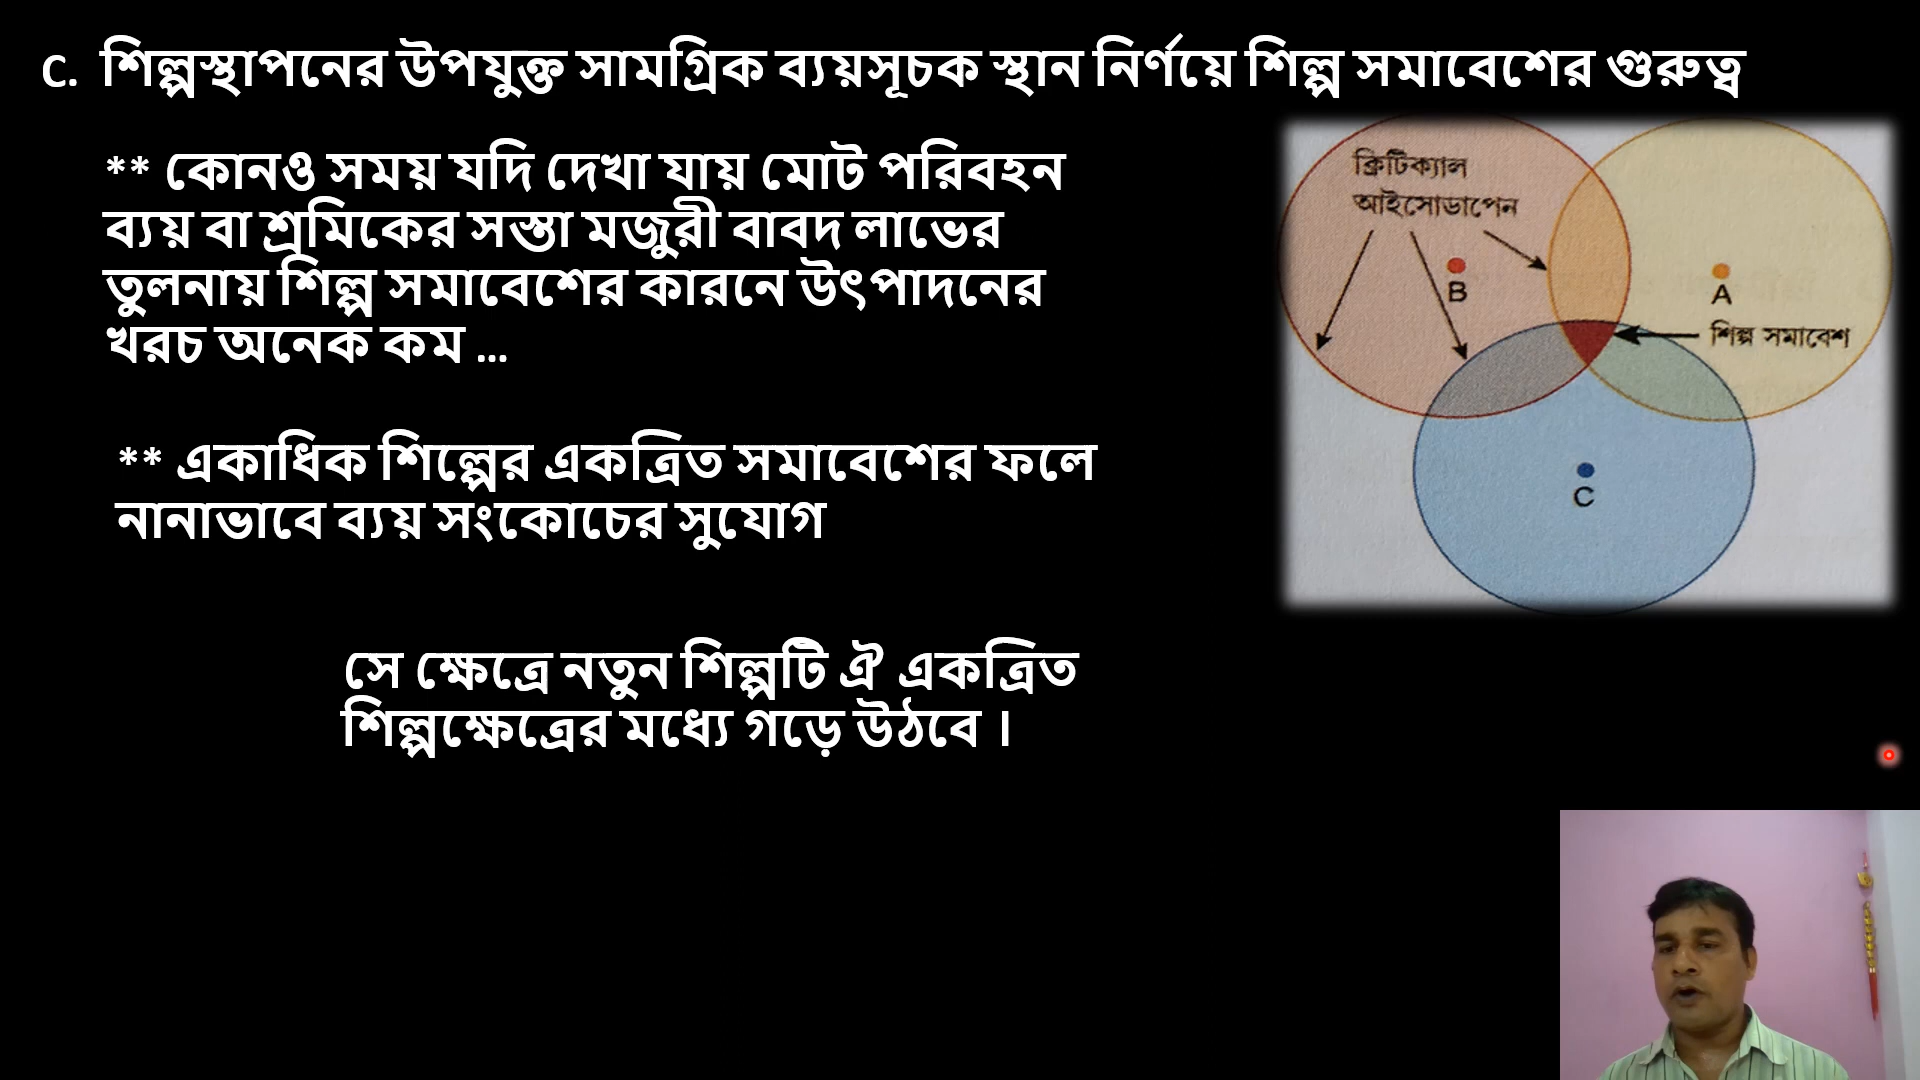 c. শিল্পস্থাপনের উপযুক্ত সামগ্রিক ব্যয়সূচক স্থান নির্ণয়ে শিল্প সমাবেশের গুরুত্ব
** কোনও সময় যদি দেখা যায় মোট পরিবহন
ব্যয় বা শ্রমিকের সস্তা মজুরী বাবদ লাভের
তুলনায় শিল্প সমাবেশের কারনে উৎপাদনের
খরচ অনেক কম ...
** একাধিক শিল্পের একত্রিত সমাবেশের ফলে
নানাভাবে ব্যয় সংকোচের সুযোগ
সে ক্ষেত্রে নতুন শিল্পটি ঐ একত্রিত
শিল্পক্ষেত্রের মধ্যে গড়ে উঠবে ।
ক্রিটিক্যাল
আইসোডাপেন
B
A
শিল্প সমাবেশ
C